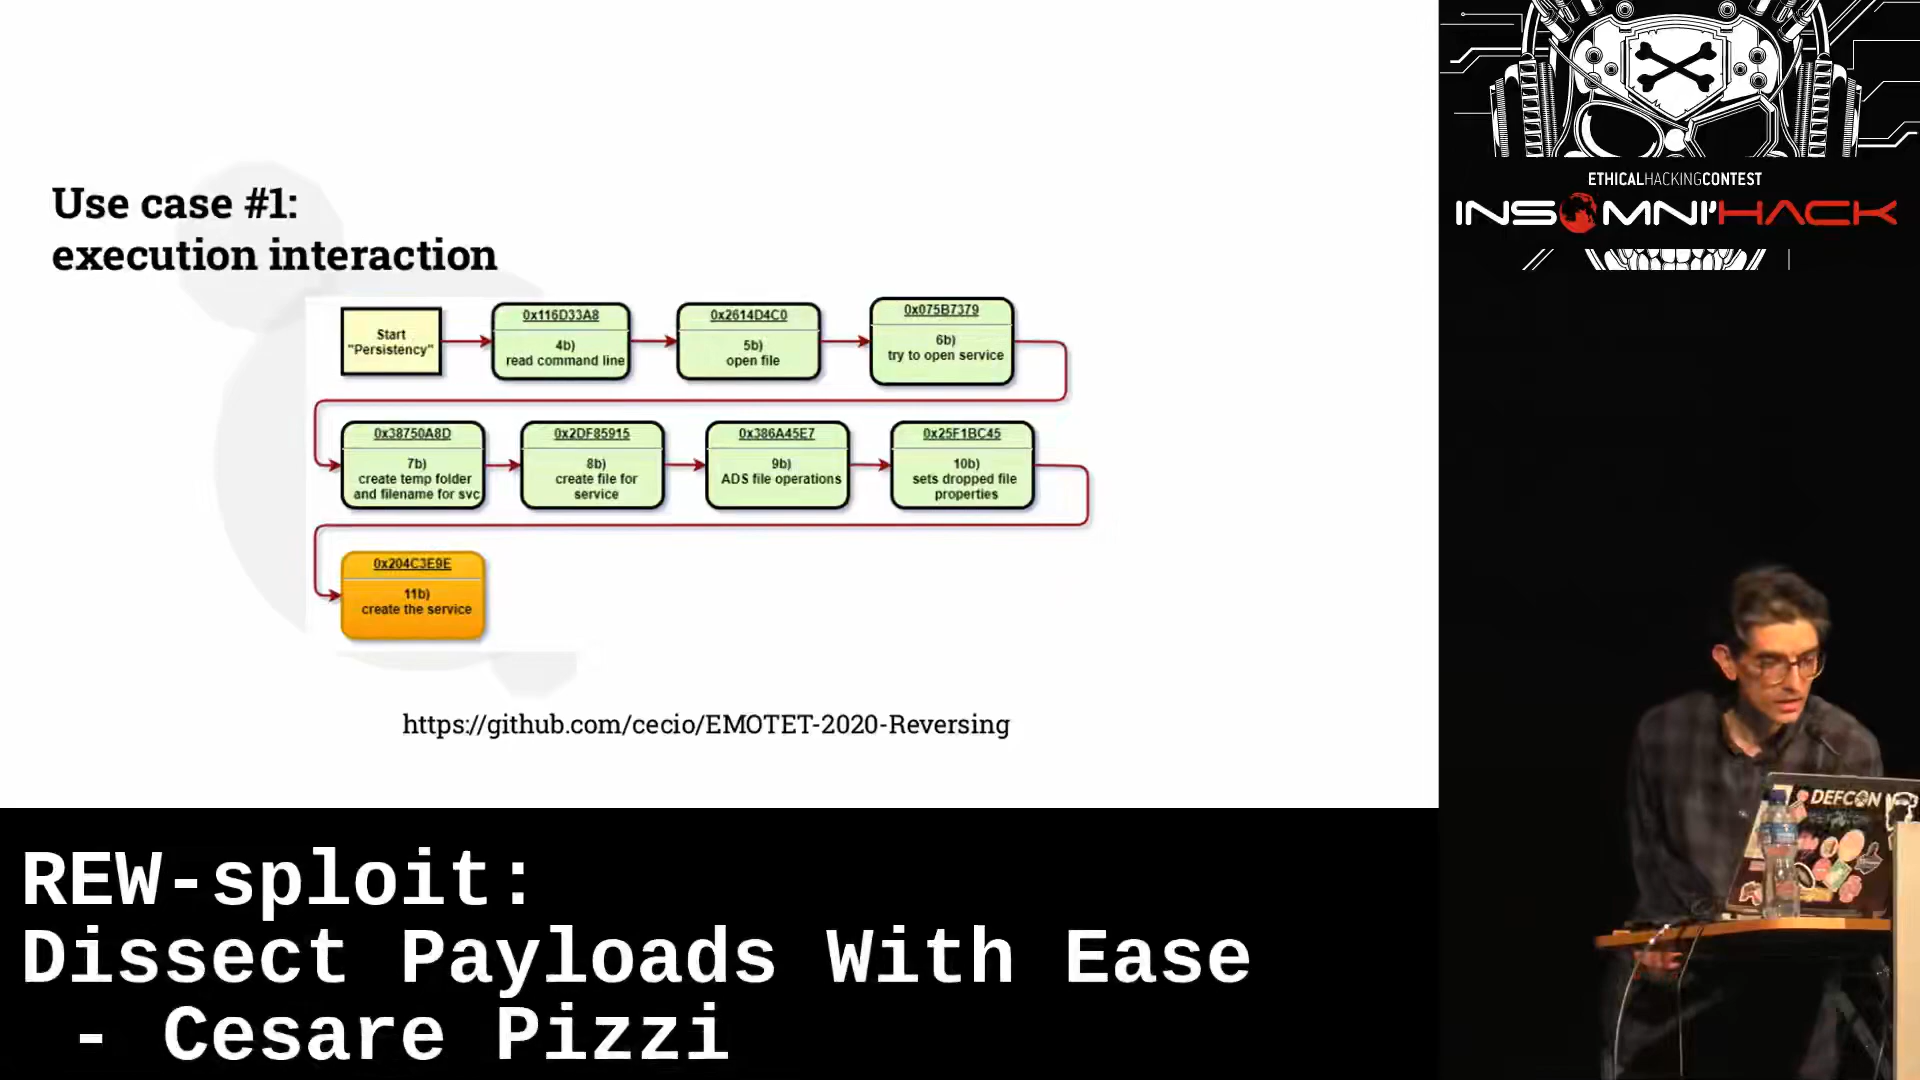 Use case #1:
execution interaction
Start
"Persistency"
0x116D33A8
4b)
read command line
0x2614D4C0
5b)
open file
0x075B7379
6b)
try to open service
0x38750A8D
7b)
create temp folder
and filename for svc
0x2DF85915
8b)
create file for
service
0x386A45E7
9b)
ADS file operations
0x25F1BC45
10b)
sets dropped file
properties
0x204C3E9E
11b)
create the service
https://github.com/cecio/EMOTET-2020-Reversing
ETHICALHACKINGCONTEST
INSOMNI'HACK
DEFCON
REW-sploit:
Dissect Payloads With Ease
- Cesare Pizzi